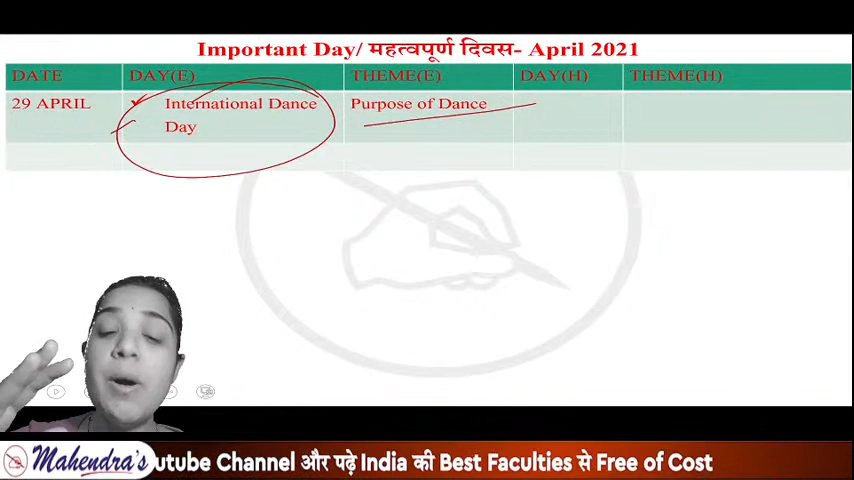 Important Day/ महत्वपूर्ण दिवस- April 2021
DATE DAY(E) THEME(E) DAY(H) THEME(H)
29 APRIL International Dance Day Purpose of Dance
Mahendra's utube Channel और पढ़े India की Best Faculties से Free of Cost